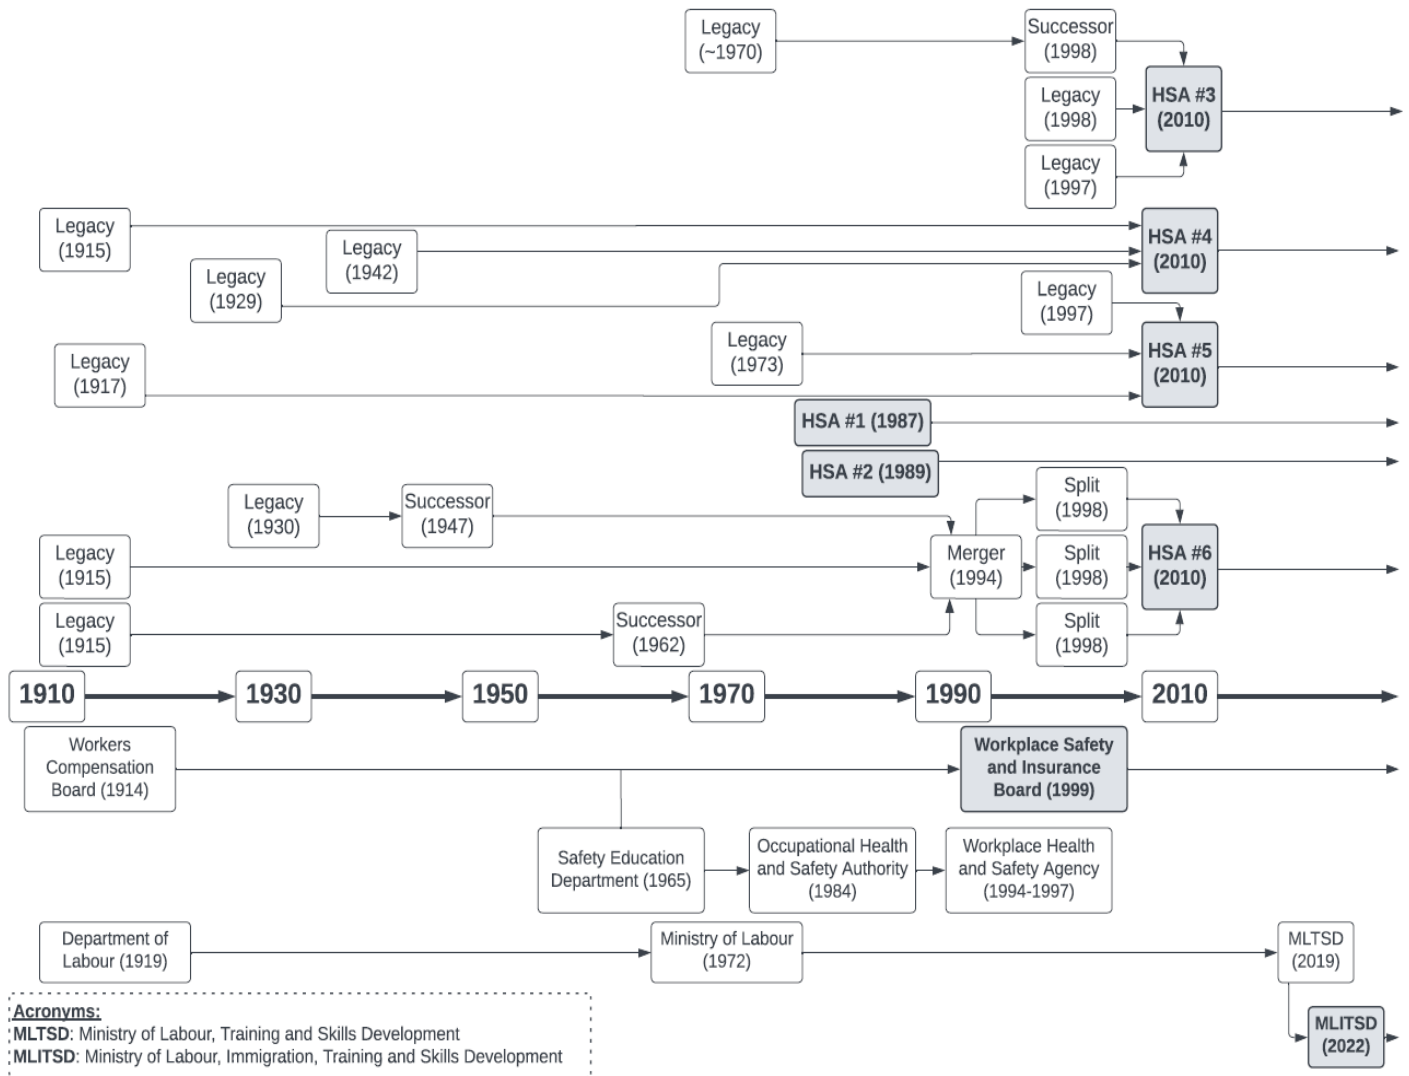 Legacy
(~1970)
Successor
(1998)
Legacy
(1998)
HSA #3
(2010)
Legacy
(1997)
Legacy
(1915)
Legacy
(1942)
Legacy
(1929)
HSA #4
(2010)
Legacy
(1997)
Legacy
(1973)
HSA #5
(2010)
Legacy
(1917)
HSA #1 (1987)
HSA #2 (1989)
Legacy
(1930)
Successor
(1947)
Split
(1998)
Legacy
(1915)
Merger
(1994)
Split
(1998)
HSA #6
(2010)
Legacy
(1915)
Successor
(1962)
Split
(1998)
1910
1930
1950
1970
1990
2010
Workers
Compensation
Board (1914)
Workplace Safety
and Insurance
Board (1999)
Safety Education
Department (1965)
Occupational Health
and Safety Authority
(1984)
Workplace Health
and Safety Agency
(1994-1997)
Department of
Labour (1919)
Ministry of Labour
(1972)
MLTSD
(2019)
MLITSD
(2022)
Acronyms:
MLTSD: Ministry of Labour, Training and Skills Development
MLITSD: Ministry of Labour, Immigration, Training and Skills Development